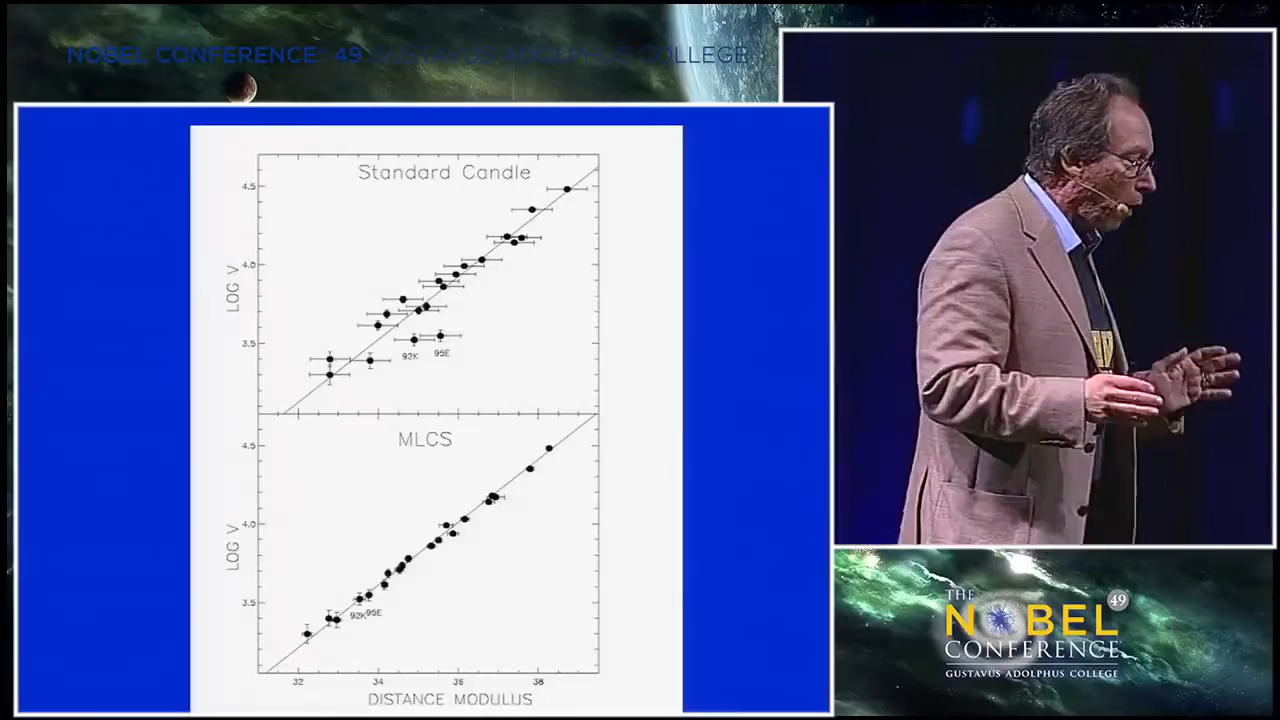 NOBEL CONFERENCE 49 GUSTAVUS ADOLPHUS COLLEGE
Standard Candle
4.5
4.0
3.5
LOG V
92K
95E
MLCS
4.5
4.0
3.5
LOG V
92K
95E
32
34
36
38
DISTANCE MODULUS
THE
49
NOBEL
CONFERENCE
GUSTAVUS ADOLPHUS COLLEGE